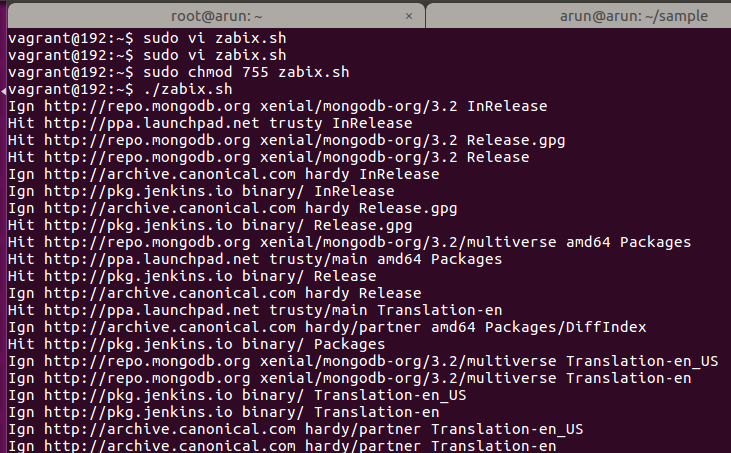 root@arun: ~ × arun@arun: ~/sample
vagrant@192:~$ sudo vi zabix.sh
vagrant@192:~$ sudo vi zabix.sh
vagrant@192:~$ sudo chmod 755 zabix.sh
vagrant@192:~$ ./zabix.sh
Ign http://repo.mongodb.org xenial/mongodb-org/3.2 InRelease
Hit http://ppa.launchpad.net trusty InRelease
Hit http://repo.mongodb.org xenial/mongodb-org/3.2 Release.gpg
Hit http://repo.mongodb.org xenial/mongodb-org/3.2 Release
Ign http://archive.canonical.com hardy InRelease
Ign http://pkg.jenkins.io binary/ InRelease
Ign http://archive.canonical.com hardy Release.gpg
Hit http://pkg.jenkins.io binary/ Release.gpg
Hit http://repo.mongodb.org xenial/mongodb-org/3.2/multiverse amd64 Packages
Hit http://ppa.launchpad.net trusty/main amd64 Packages
Hit http://pkg.jenkins.io binary/ Release
Ign http://archive.canonical.com hardy Release
Hit http://ppa.launchpad.net trusty/main Translation-en
Ign http://archive.canonical.com hardy/partner amd64 Packages/DiffIndex
Hit http://pkg.jenkins.io binary/ Packages
Ign http://repo.mongodb.org xenial/mongodb-org/3.2/multiverse Translation-en_US
Ign http://repo.mongodb.org xenial/mongodb-org/3.2/multiverse Translation-en
Ign http://pkg.jenkins.io binary/ Translation-en_US
Ign http://pkg.jenkins.io binary/ Translation-en
Ign http://archive.canonical.com hardy/partner Translation-en_US
Ign http://archive.canonical.com hardy/partner Translation-en